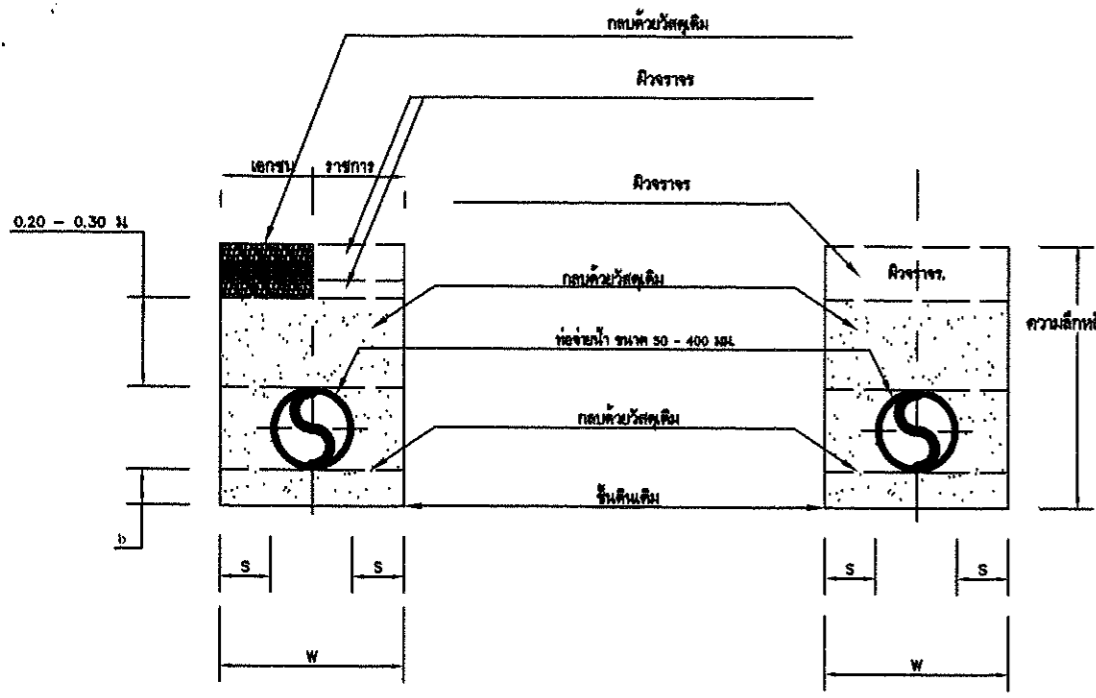 กลบด้วยวัสดุเดิม
ผิวจราจร
เอกชน ราชการ
ผิวจราจร
0.20 - 0.30 ม.
ผิวจราจร.
กลบด้วยวัสดุเดิม
ความลึกหลั
ท่อจ่ายน้ำ ขนาด 50 - 400 มม.
กลบด้วยวัสดุเดิม
ชั้นดินเดิม
b
S S S S
W W